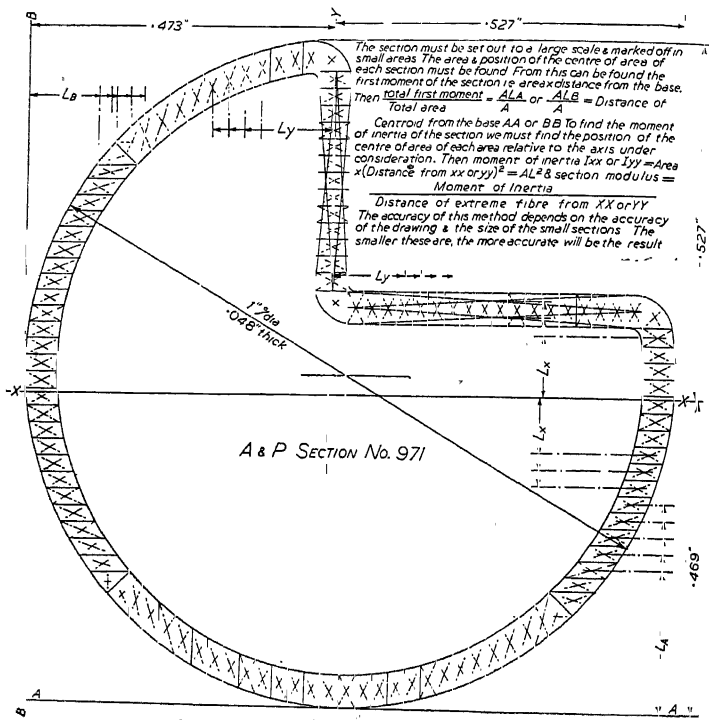 B
.473"
Y
.527"
A
The section must be set out to a large scale & marked off in
small areas The area & position of the centre of area of
each section must be found From this can be found the
first moment of the section i e area x distance from the base.
Then total first moment / Total area = ALA / A or ALB / A = Distance of
Centroid from the base AA or BB To find the moment
of inertia of the section we must find the position of the
centre of area of each area relative to the axis under
consideration. Then moment of inertia Ixx or Iyy = Area
x (Distance from xx or yy)² = AL² & section modulus =
Moment of Inertia
Distance of extreme fibre from XX or YY
The accuracy of this method depends on the accuracy
of the drawing & the size of the small sections The
smaller these are, the more accurate will be the result
LB
Ly
.527"
Ly
1" o/dia
.048" thick
Lx
X
X
Lx
A & P SECTION No. 971
.469"
LA
A
B
A